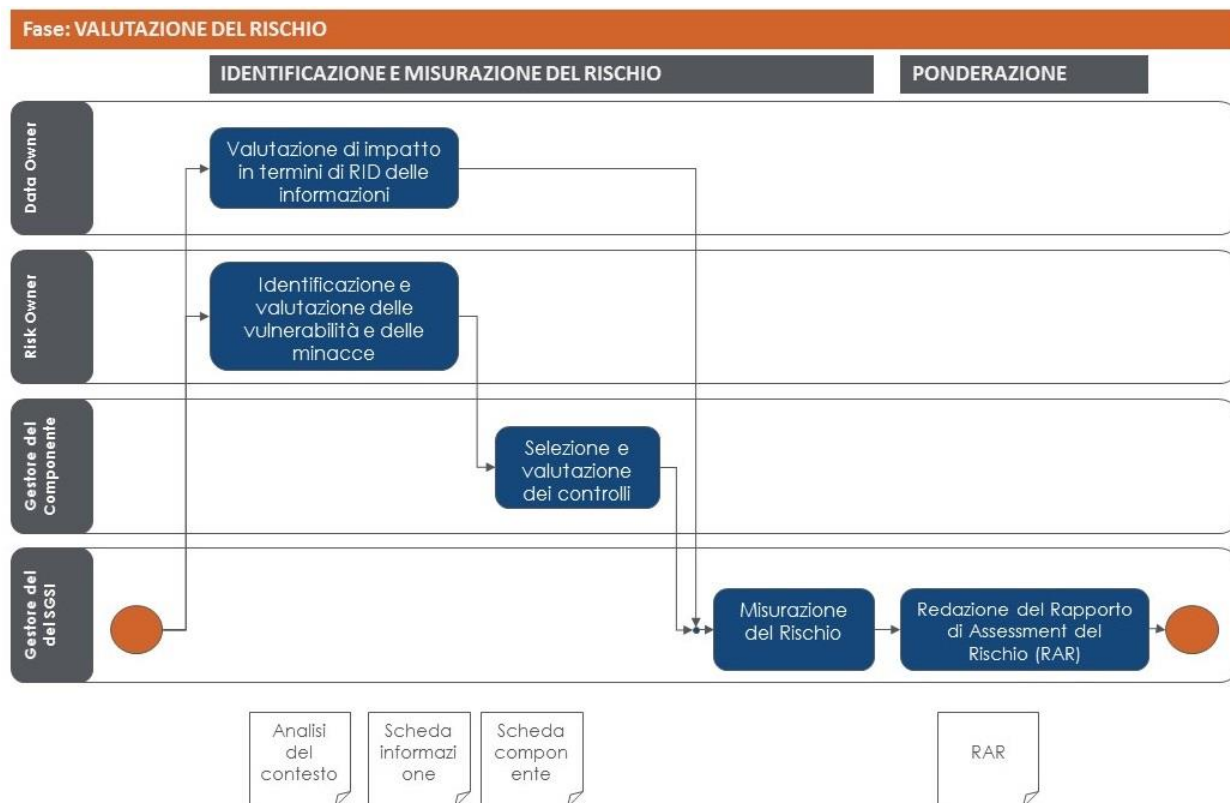 Fase: VALUTAZIONE DEL RISCHIO
IDENTIFICAZIONE E MISURAZIONE DEL RISCHIO
PONDERAZIONE
Data Owner
Valutazione di impatto
in termini di RID delle
informazioni
Risk Owner
Identificazione e
valutazione delle
vulnerabilità e delle
minacce
Gestore del
Componente
Selezione e
valutazione
dei controlli
Gestore del
del SGSI
Misurazione
del Rischio
Redazione del Rapporto
di Assessment del
Rischio (RAR)
Analisi
del
contesto
Scheda
informazi
one
Scheda
compon
ente
RAR